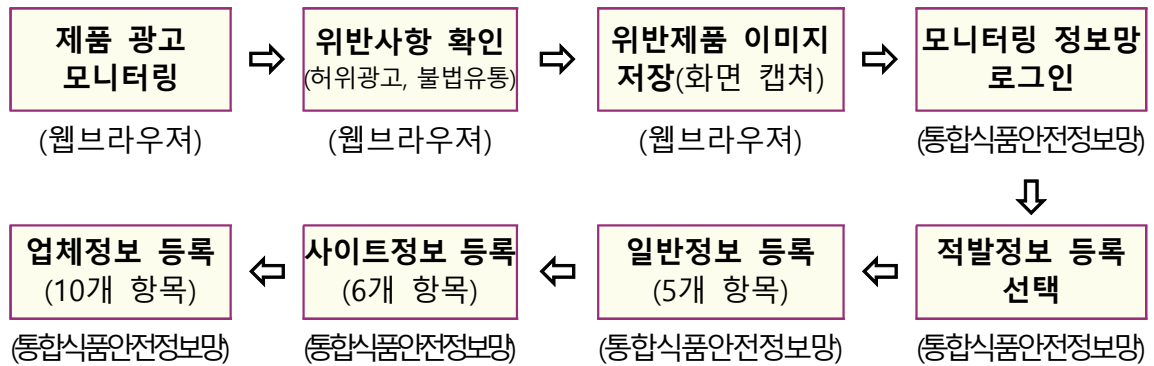 제품 광고
모니터링
(웹브라우져)
위반사항 확인
(허위광고, 불법유통)
(웹브라우져)
위반제품 이미지
저장(화면 캡쳐)
(웹브라우져)
모니터링 정보망
로그인
(통합식품안전정보망)
적발정보 등록
선택
(통합식품안전정보망)
일반정보 등록
(5개 항목)
(통합식품안전정보망)
사이트정보 등록
(6개 항목)
(통합식품안전정보망)
업체정보 등록
(10개 항목)
(통합식품안전정보망)